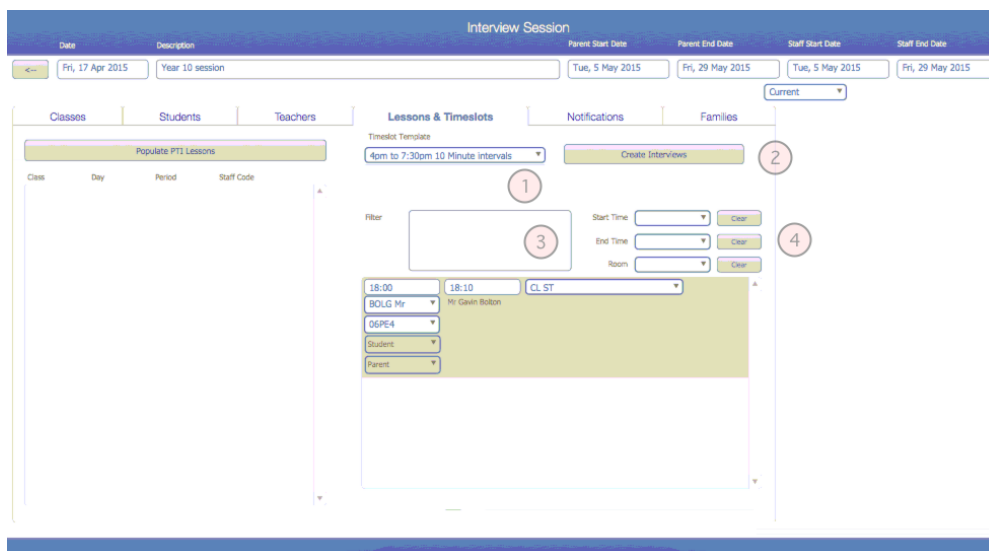 Interview Session
Date Description Parent Start Date Parent End Date Staff Start Date Staff End Date
<-- Fri, 17 Apr 2015 Year 10 session Tue, 5 May 2015 Fri, 29 May 2015 Tue, 5 May 2015 Fri, 29 May 2015
Current
Classes Students Teachers Lessons & Timeslots Notifications Families
Timeslot Template
Populate PTI Lessons 4pm to 7:30pm 10 Minute intervals Create Interviews 2
Class Day Period Staff Code
1
Filter Start Time Clear
3 End Time Clear 4
Room Clear
18:00 18:10 CL ST
BOLG Mr Mr Gavin Bolton
06PE4
Student
Parent